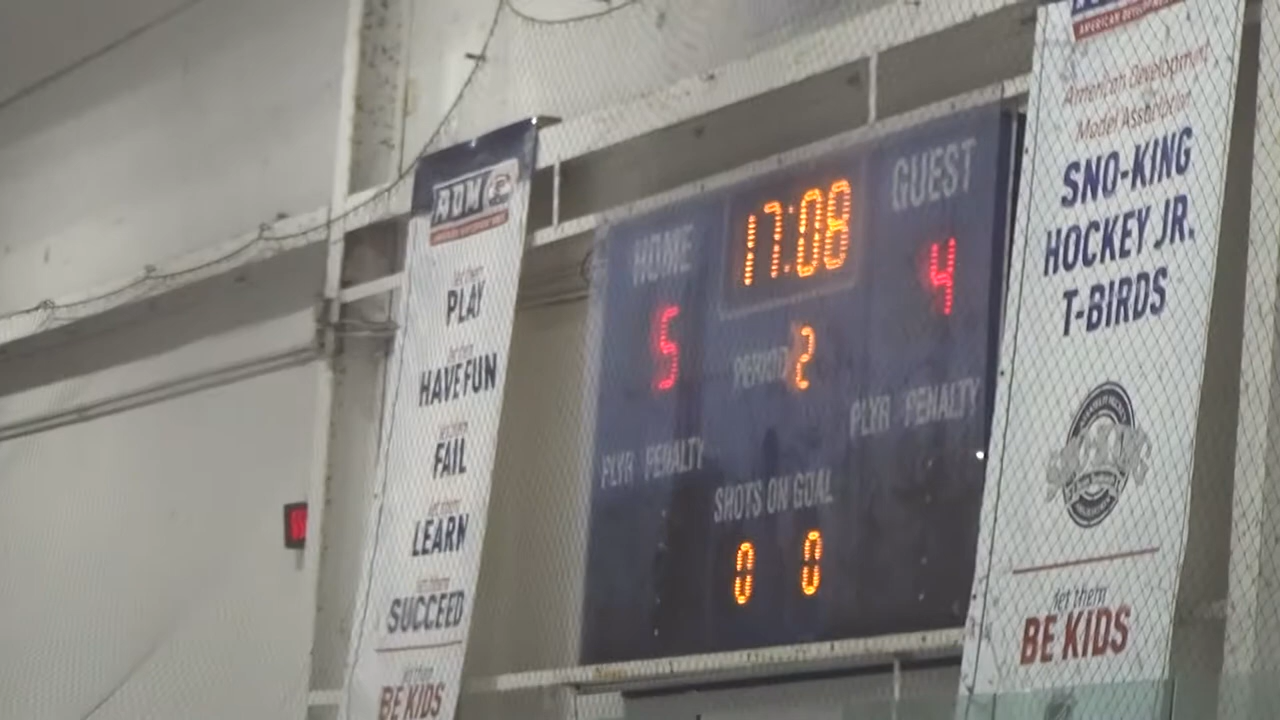 ADM
let them
PLAY
let them
HAVE FUN
let them
FAIL
let them
LEARN
let them
SUCCEED
let them
BE KIDS
HOME
17:08
GUEST
5
4
PERIOD 2
PLYR PENALTY
PLYR PENALTY
SHOTS ON GOAL
0 0
AMERICAN DEVELOPMENT
American Development
Model Association
SNO-KING
HOCKEY JR.
T-BIRDS
let them
BE KIDS